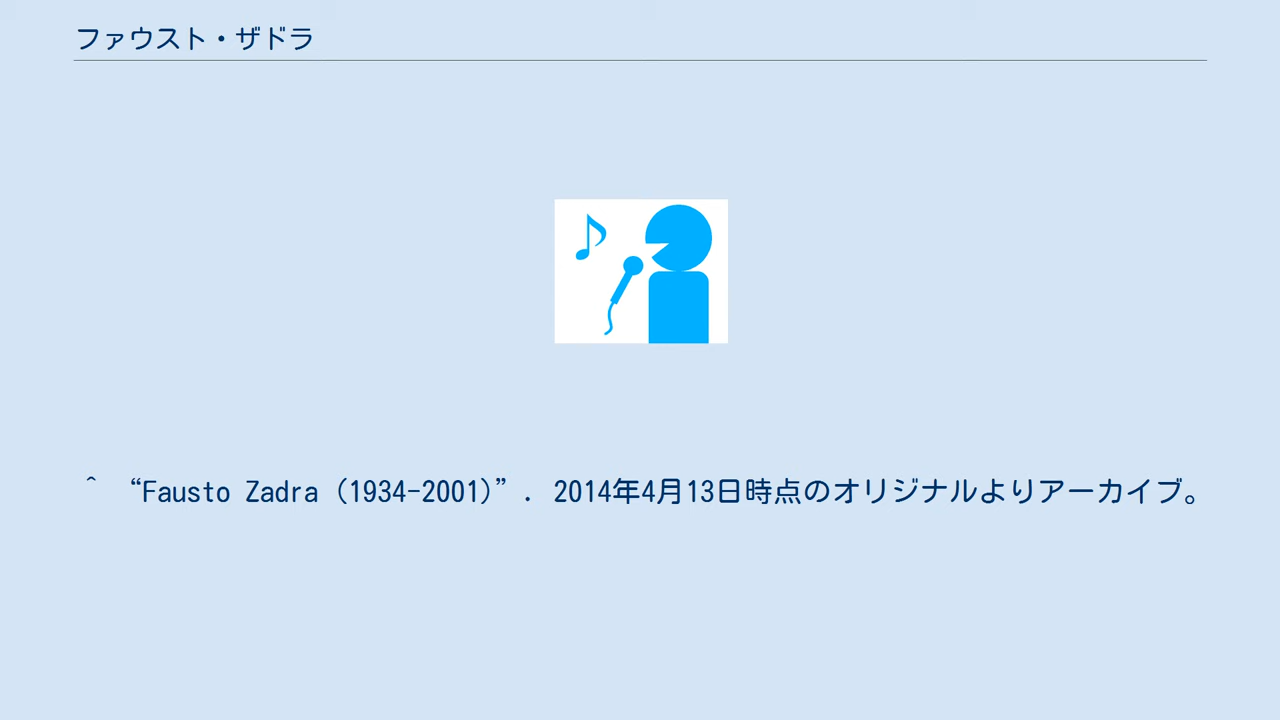 ファウスト・ザドラ
^ “Fausto Zadra (1934-2001)”. 2014年4月13日時点のオリジナルよりアーカイブ。